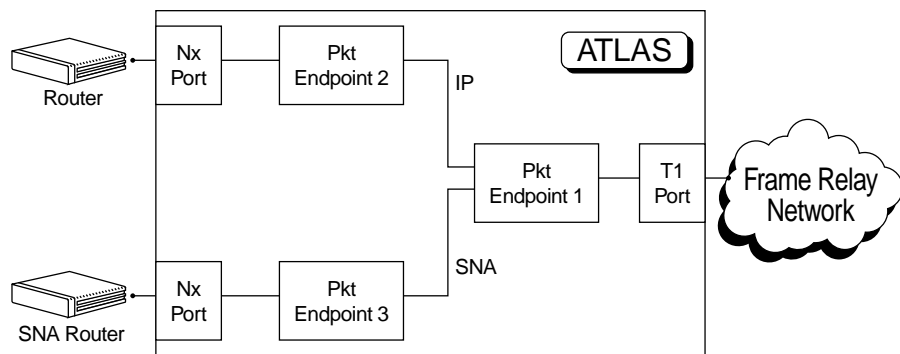 Router
Nx
Port
Pkt
Endpoint 2
IP
ATLAS
Pkt
Endpoint 1
T1
Port
Frame Relay
Network
SNA
SNA Router
Nx
Port
Pkt
Endpoint 3